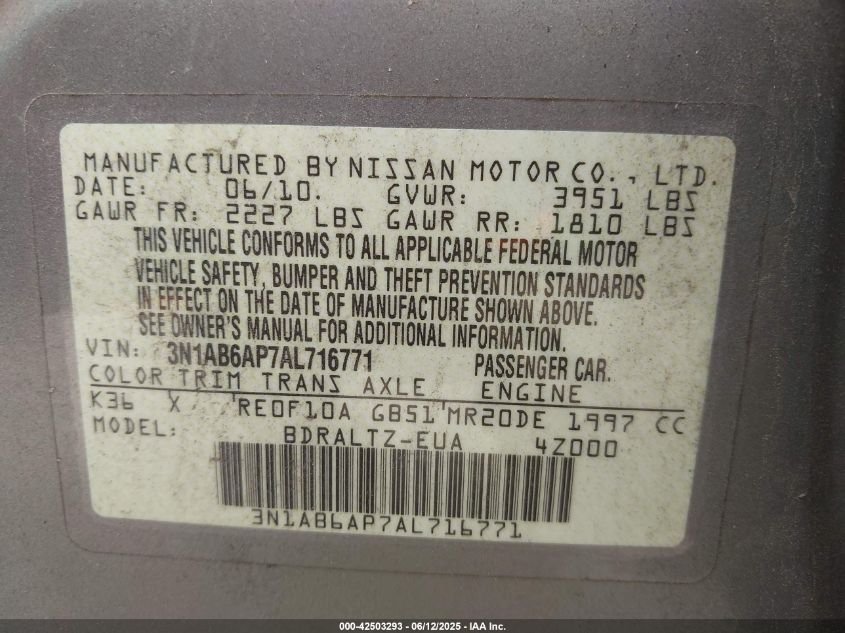 MANUFACTURED BY NISSAN MOTOR CO., LTD.
DATE: 06/10. GVWR: 3951 LBS
GAWR FR: 2227 LBS GAWR RR: 1810 LBS
THIS VEHICLE CONFORMS TO ALL APPLICABLE FEDERAL MOTOR
VEHICLE SAFETY, BUMPER AND THEFT PREVENTION STANDARDS
IN EFFECT ON THE DATE OF MANUFACTURE SHOWN ABOVE.
SEE OWNER'S MANUAL FOR ADDITIONAL INFORMATION.
VIN: 3N1AB6AP7AL716771 PASSENGER CAR.
COLOR TRIM TRANS AXLE ENGINE
K36 X RE0F10A GB51 MR20DE 1997 CC
MODEL: BDRALTZ-EUA 4Z000
3N1AB6AP7AL716771
000-42503293 - 06/12/2025 - IAA Inc.